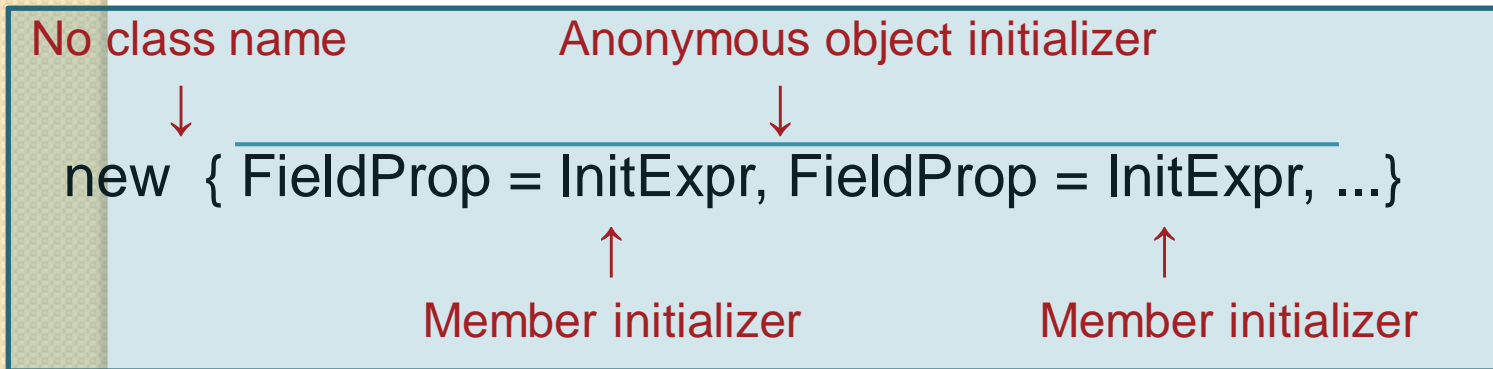 No class name Anonymous object initializer
↓ ↓
new { FieldProp = InitExpr, FieldProp = InitExpr, ...}
↑ ↑
Member initializer Member initializer